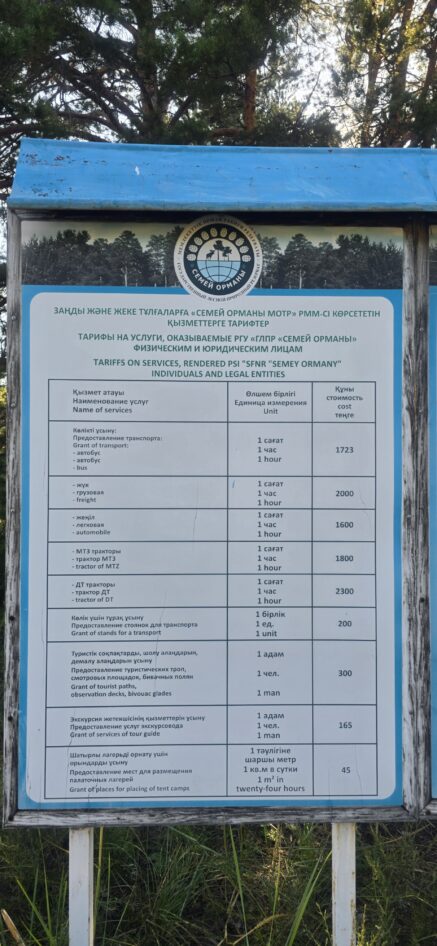 СЕМЕЙ ОРМАНЫ
ЗАҢДЫ ЖӘНЕ ЖЕКЕ ТҰЛҒАЛАРҒА «СЕМЕЙ ОРМАНЫ МОТР» РММ-СІ КӨРСЕТЕТІН
ҚЫЗМЕТТЕРГЕ ТАРИФТЕР
ТАРИФЫ НА УСЛУГИ, ОКАЗЫВАЕМЫЕ РГУ «ГЛПР «СЕМЕЙ ОРМАНЫ»
ФИЗИЧЕСКИМ И ЮРИДИЧЕСКИМ ЛИЦАМ
TARIFFS ON SERVICES, RENDERED PSI "SFNR "SEMEY ORMANY"
INDIVIDUALS AND LEGAL ENTITIES
Қызмет атауы
Наименование услуг
Name of services
Өлшем бірлігі
Единица измерения
Unit
Құны
стоимость
cost
теңге
Көлікті ұсыну:
Предоставление транспорта:
Grant of transport:
- автобус
- автобус
- bus
1 сағат
1 час
1 hour
1723
- жүк
- грузовая
- freight
1 сағат
1 час
1 hour
2000
- жеңіл
- легковая
- automobile
1 сағат
1 час
1 hour
1600
- МТЗ тракторы
- трактор МТЗ
- tractor of MTZ
1 сағат
1 час
1 hour
1800
- ДТ тракторы
- трактор ДТ
- tractor of DT
1 сағат
1 час
1 hour
2300
Көлік үшін тұрақ ұсыну
Предоставление стоянок для транспорта
Grant of stands for a transport
1 бірлік
1 ед.
1 unit
200
Туристік соқпақтарды, шолу алаңдарын,
демалу алаңдарын ұсыну
Предоставление туристических троп,
смотровых площадок, бивачных полян
Grant of tourist paths,
observation decks, bivouac glades
1 адам
1 чел.
1 man
300
Экскурсия жетекшісінің қызметтерін ұсыну
Предоставление услуг экскурсовода
Grant of services of tour guide
1 адам
1 чел.
1 man
165
Шатырлы лагерьді орнату үшін
орындарды ұсыну
Предоставление мест для размещения
палаточных лагерей
Grant of places for placing of tent camps
1 тәулігіне
шаршы метр
1 кв.м в сутки
1 m² in
twenty-four hours
45